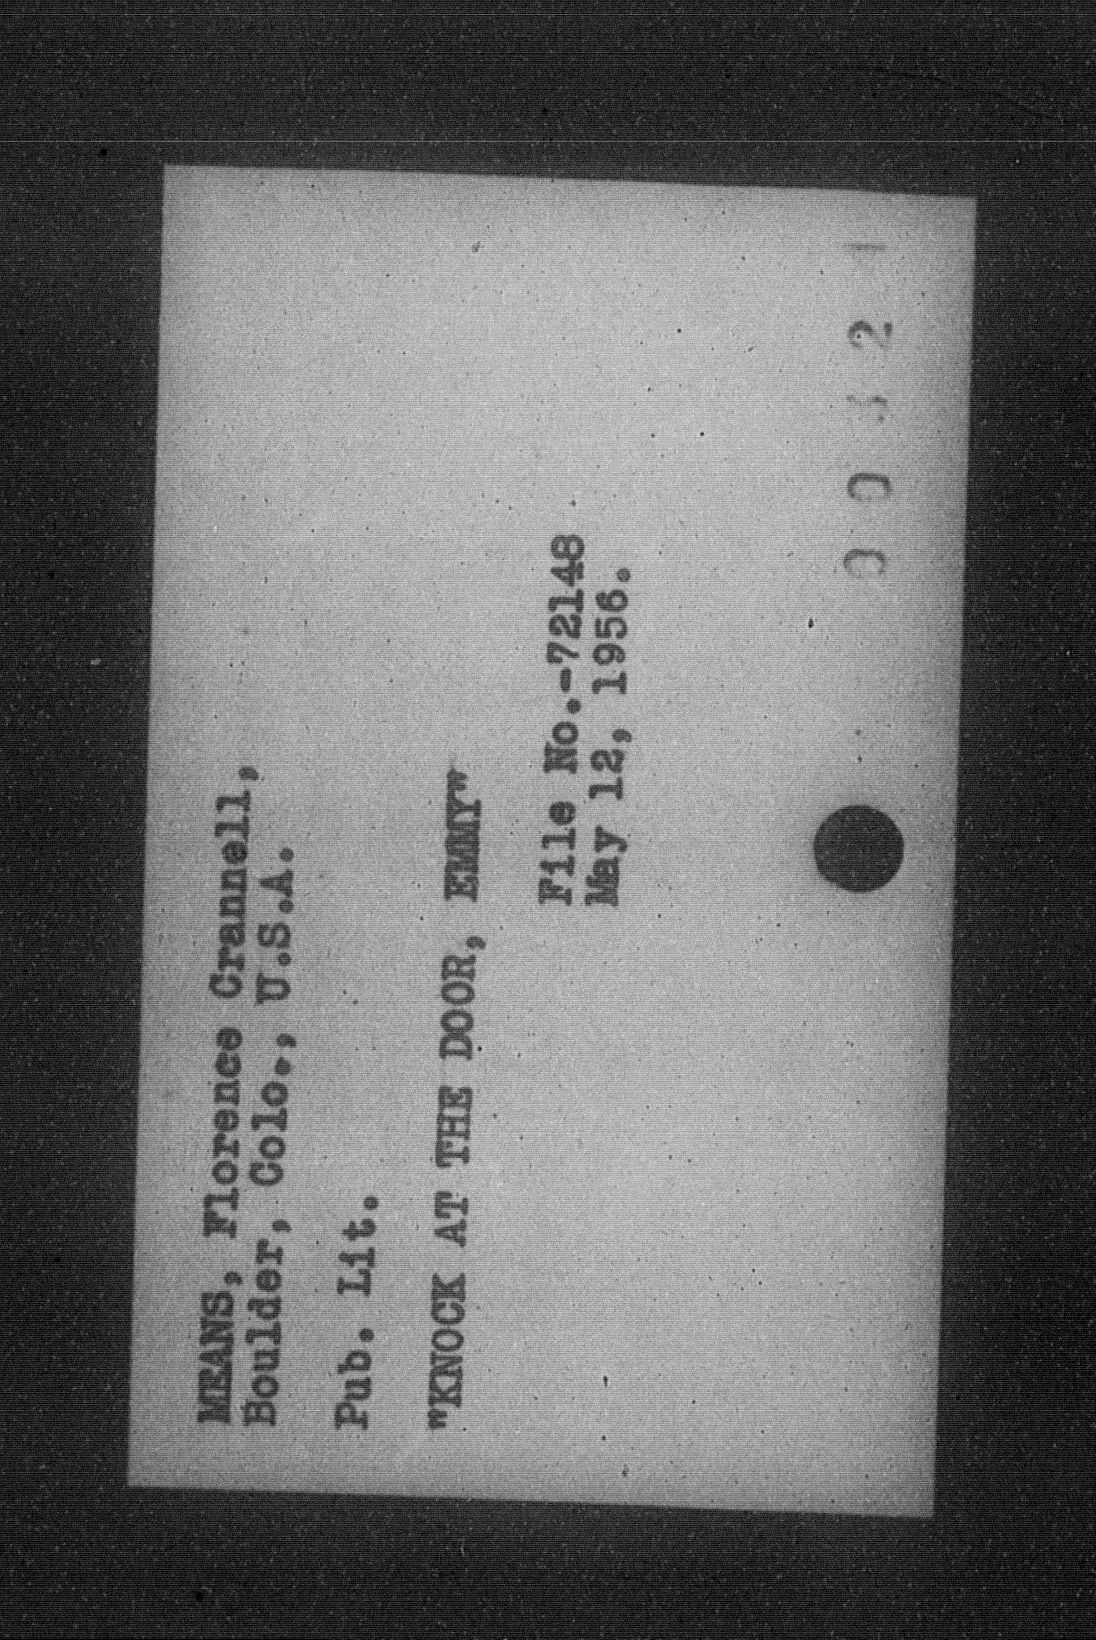 MEANS, Florence Crannell,
Boulder, Colo., U.S.A.
Pub. Lit.
"KNOCK AT THE DOOR, EMMY"
File No.-72148
May 12, 1956.